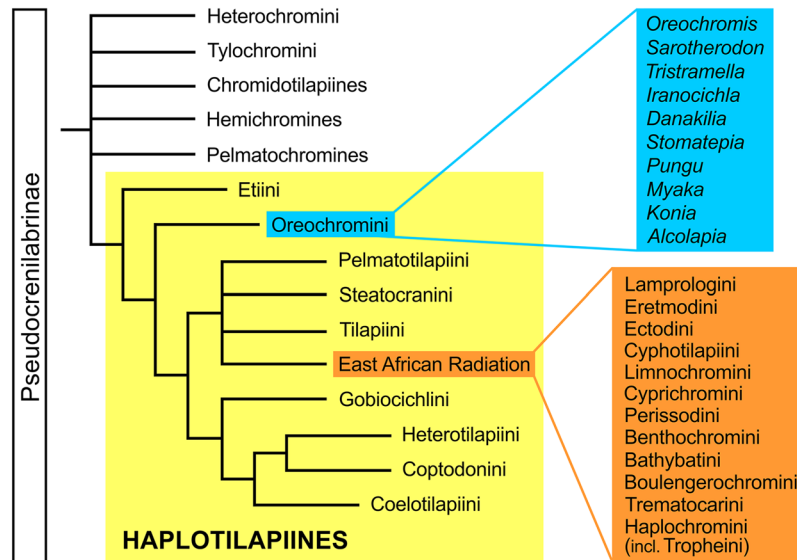 Pseudocrenilabrinae
Heterochromini
Tylochromini
Chromidotilapiines
Hemichromines
Pelmatochromines
Etiini
Oreochromini
Pelmatotilapiini
Steatocranini
Tilapiini
East African Radiation
Gobiocichlini
Heterotilapiini
Coptodonini
Coelotilapiini
HAPLOTILAPIINES
Oreochromis
Sarotherodon
Tristramella
Iranocichla
Danakilia
Stomatepia
Pungu
Myaka
Konia
Alcolapia
Lamprologini
Eretmodini
Ectodini
Cyphotilapiini
Limnochromini
Cyprichromini
Perissodini
Benthochromini
Bathybatini
Boulengerochromini
Trematocarini
Haplochromini
(incl. Tropheini)